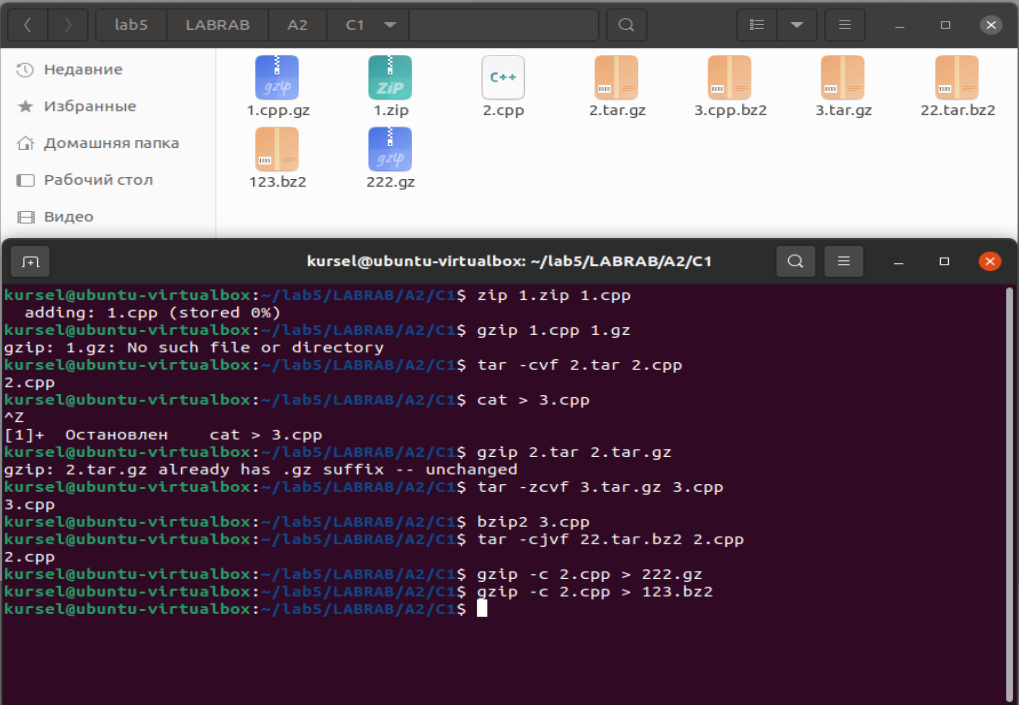 lab5 LABRAB A2 C1
Недавние
Избранные
Домашняя папка
Рабочий стол
Видео
gzip ZiP C++
1.cpp.gz 1.zip 2.cpp 2.tar.gz 3.cpp.bz2 3.tar.gz 22.tar.bz2
gzip
123.bz2 222.gz
kursel@ubuntu-virtualbox: ~/lab5/LABRAB/A2/C1
kursel@ubuntu-virtualbox:~/lab5/LABRAB/A2/C1$ zip 1.zip 1.cpp
  adding: 1.cpp (stored 0%)
kursel@ubuntu-virtualbox:~/lab5/LABRAB/A2/C1$ gzip 1.cpp 1.gz
gzip: 1.gz: No such file or directory
kursel@ubuntu-virtualbox:~/lab5/LABRAB/A2/C1$ tar -cvf 2.tar 2.cpp
2.cpp
kursel@ubuntu-virtualbox:~/lab5/LABRAB/A2/C1$ cat > 3.cpp
^Z
[1]+  Остановлен    cat > 3.cpp
kursel@ubuntu-virtualbox:~/lab5/LABRAB/A2/C1$ gzip 2.tar 2.tar.gz
gzip: 2.tar.gz already has .gz suffix -- unchanged
kursel@ubuntu-virtualbox:~/lab5/LABRAB/A2/C1$ tar -zcvf 3.tar.gz 3.cpp
3.cpp
kursel@ubuntu-virtualbox:~/lab5/LABRAB/A2/C1$ bzip2 3.cpp
kursel@ubuntu-virtualbox:~/lab5/LABRAB/A2/C1$ tar -cjvf 22.tar.bz2 2.cpp
2.cpp
kursel@ubuntu-virtualbox:~/lab5/LABRAB/A2/C1$ gzip -c 2.cpp > 222.gz
kursel@ubuntu-virtualbox:~/lab5/LABRAB/A2/C1$ gzip -c 2.cpp > 123.bz2
kursel@ubuntu-virtualbox:~/lab5/LABRAB/A2/C1$